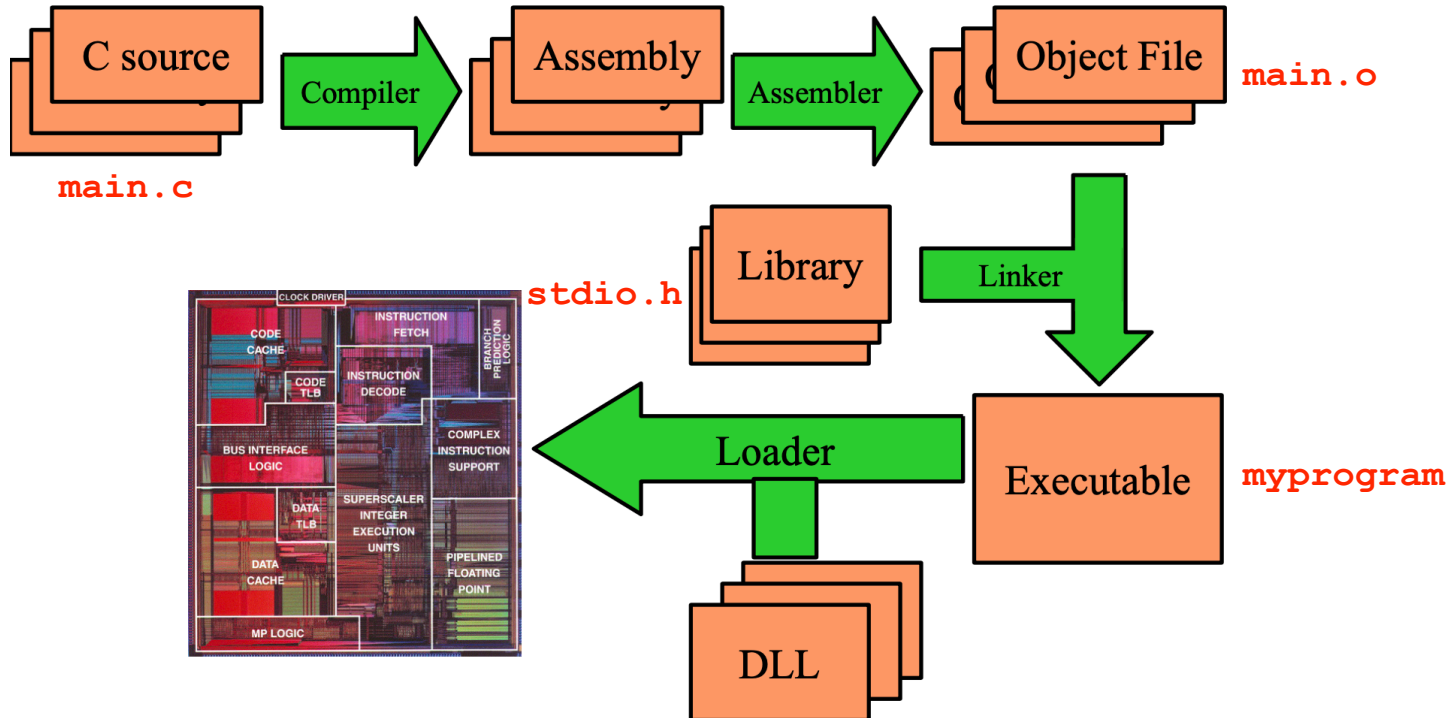 C source
Compiler
Assembly
Assembler
Object File
main.o
main.c
Library
Linker
stdio.h
CLOCK DRIVER
CODE
CACHE
INSTRUCTION
FETCH
BRANCH
PREDICTION
LOGIC
CODE
TLB
INSTRUCTION
DECODE
BUS INTERFACE
LOGIC
COMPLEX
INSTRUCTION
SUPPORT
DATA
TLB
SUPERSCALER
INTEGER
EXECUTION
UNITS
DATA
CACHE
PIPELINED
FLOATING
POINT
MP LOGIC
Loader
Executable
myprogram
DLL